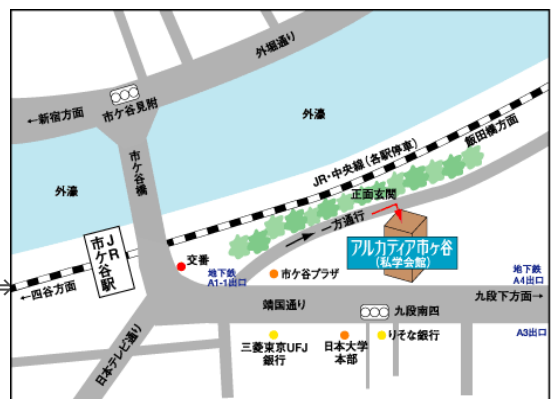 外堀通り
←新宿方面
市ケ谷見附
外濠
飯田橋方面
JR・中央線（各駅停車）
市ケ谷橋
外濠
正面玄関
一方通行
アルカディア市ヶ谷
（私学会館）
JR
市ケ谷駅
交番
地下鉄
A1-1出口
市ケ谷プラザ
地下鉄
A4出口
←四谷方面
靖国通り
九段南四
九段下方面→
日本テレビ通り
三菱東京UFJ
銀行
日本大学
本部
りそな銀行
A3出口